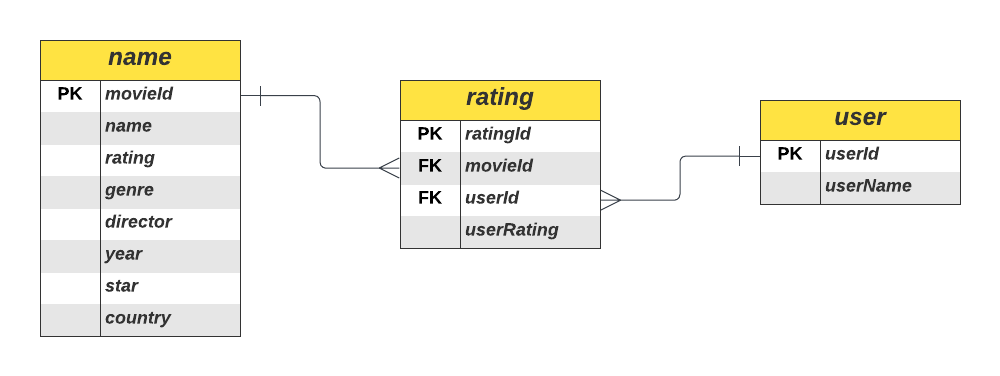 name
PK movieId
name
rating
genre
director
year
star
country
rating
PK ratingId
FK movieId
FK userId
userRating
user
PK userId
userName